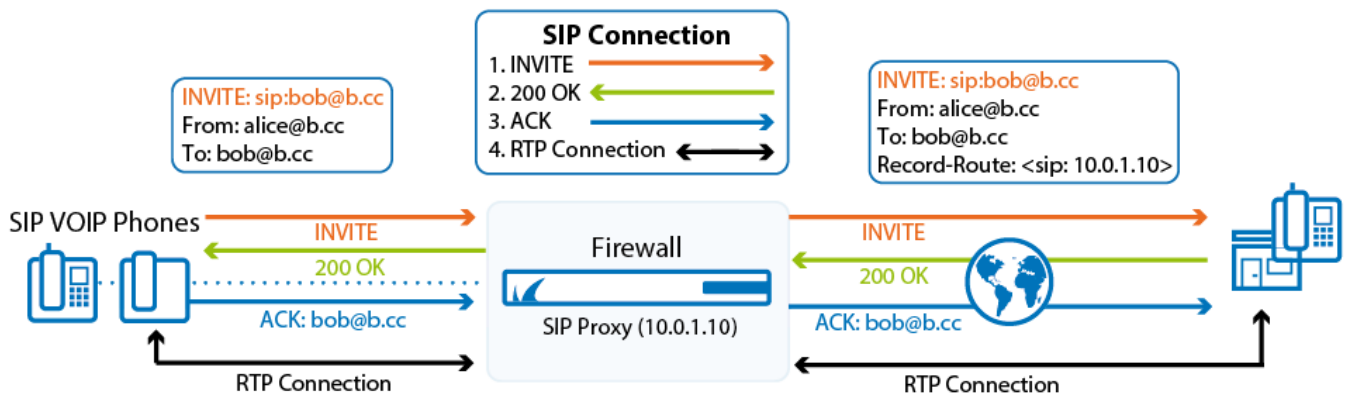 SIP Connection
1. INVITE
2. 200 OK
3. ACK
4. RTP Connection
INVITE: sip:bob@b.cc
From: alice@b.cc
To: bob@b.cc
INVITE: sip:bob@b.cc
From: alice@b.cc
To: bob@b.cc
Record-Route: <sip: 10.0.1.10>
SIP VOIP Phones
INVITE
200 OK
ACK: bob@b.cc
RTP Connection
Firewall
SIP Proxy (10.0.1.10)
INVITE
200 OK
ACK: bob@b.cc
RTP Connection